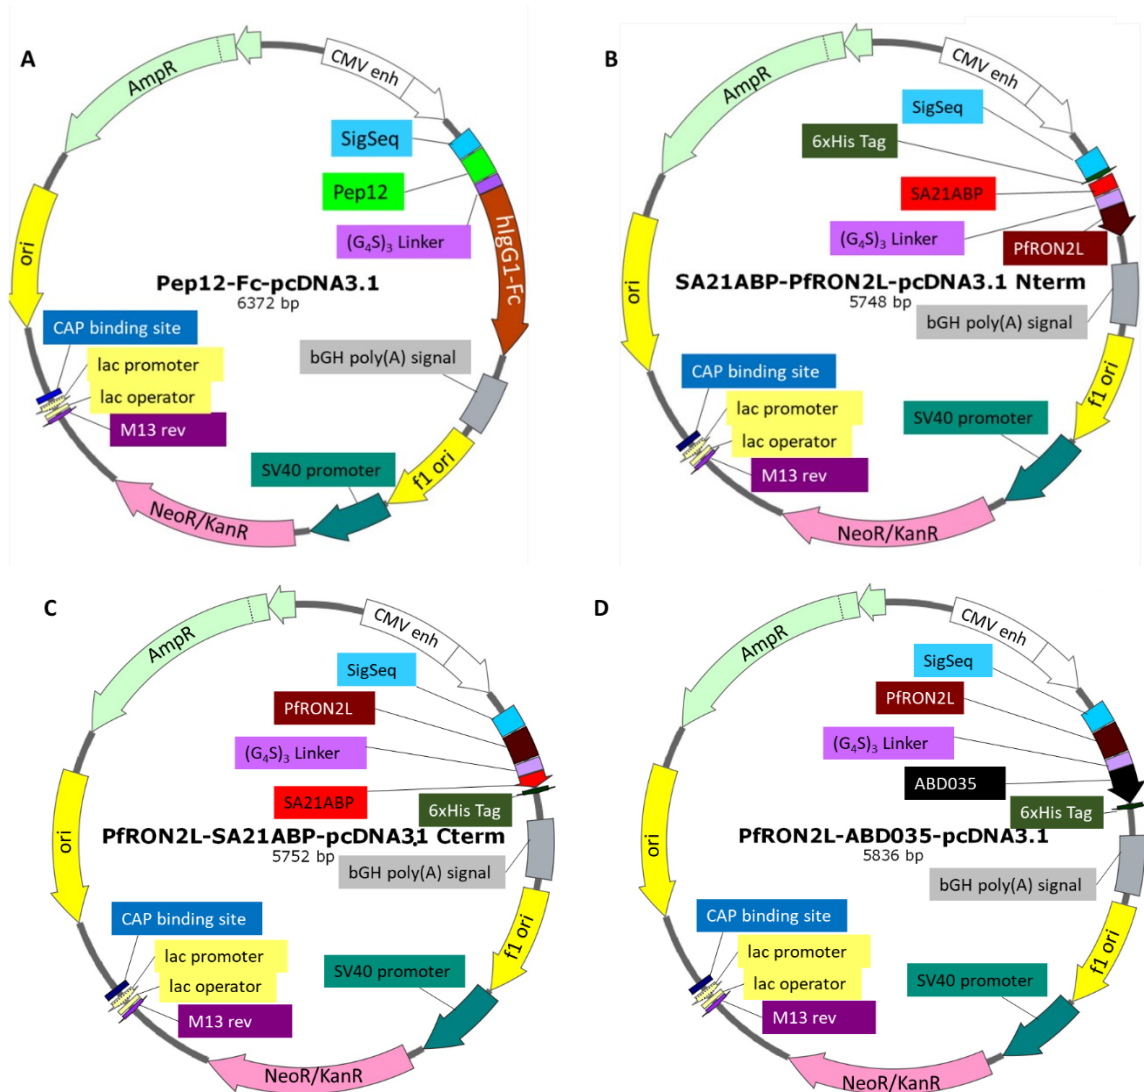 A
AmpR
CMV enh
SigSeq
Pep12
(G₄S)₃ Linker
hIgG1-Fc
ori
Pep12-Fc-pcDNA3.1
6372 bp
CAP binding site
lac promoter
lac operator
M13 rev
bGH poly(A) signal
SV40 promoter
f1 ori
NeoR/KanR
B
AmpR
CMV enh
SigSeq
6xHis Tag
SA21ABP
(G₄S)₃ Linker
PfRON2L
ori
SA21ABP-PfRON2L-pcDNA3.1 Nterm
5748 bp
bGH poly(A) signal
CAP binding site
lac promoter
lac operator
M13 rev
SV40 promoter
f1 ori
NeoR/KanR
C
AmpR
CMV enh
SigSeq
PfRON2L
(G₄S)₃ Linker
SA21ABP
6xHis Tag
ori
PfRON2L-SA21ABP-pcDNA3.1 Cterm
5752 bp
bGH poly(A) signal
CAP binding site
lac promoter
lac operator
M13 rev
SV40 promoter
f1 ori
NeoR/KanR
D
AmpR
CMV enh
SigSeq
PfRON2L
(G₄S)₃ Linker
ABD035
6xHis Tag
ori
PfRON2L-ABD035-pcDNA3.1
5836 bp
bGH poly(A) signal
CAP binding site
lac promoter
lac operator
M13 rev
SV40 promoter
f1 ori
NeoR/KanR